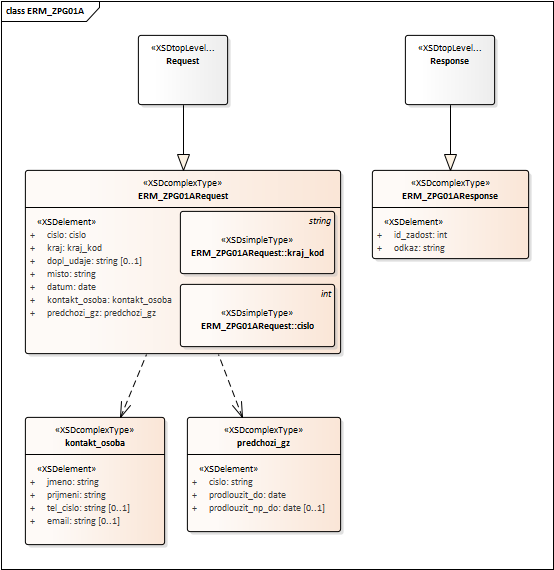 class ERM_ZPG01A
«XSDtopLevel...
Request
«XSDtopLevel...
Response
«XSDcomplexType»
ERM_ZPG01ARequest
«XSDelement»
+ cislo: cislo
+ kraj: kraj_kod
+ dopl_udaje: string [0..1]
+ misto: string
+ datum: date
+ kontakt_osoba: kontakt_osoba
+ predchozi_gz: predchozi_gz
string
«XSDsimpleType»
ERM_ZPG01ARequest::kraj_kod
int
«XSDsimpleType»
ERM_ZPG01ARequest::cislo
«XSDcomplexType»
ERM_ZPG01AResponse
«XSDelement»
+ id_zadost: int
+ odkaz: string
«XSDcomplexType»
kontakt_osoba
«XSDelement»
+ jmeno: string
+ prijmeni: string
+ tel_cislo: string [0..1]
+ email: string [0..1]
«XSDcomplexType»
predchozi_gz
«XSDelement»
+ cislo: string
+ prodlouzit_do: date
+ prodlouzit_np_do: date [0..1]